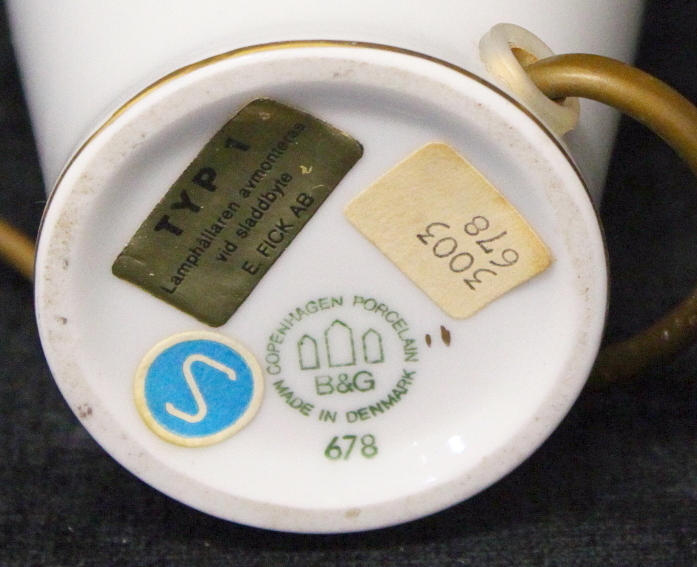 TYP 1
Lamphållaren avmonteras
vid sladdbyte
E. FICK AB
3003
678
S
COPENHAGEN PORCELAIN
B&G
MADE IN DENMARK
678